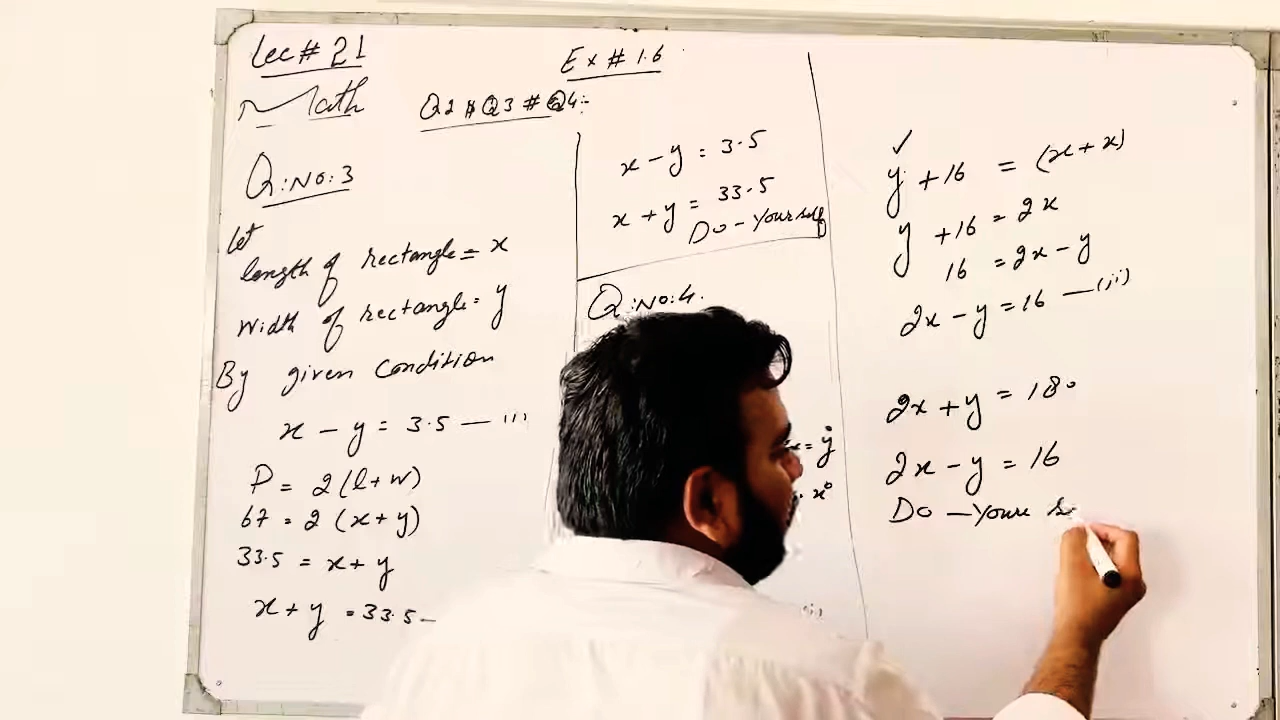 Lec # 21
Ex # 1.6
Math
Q2 # Q3 # Q4:-
Q:No:3
Let
length of rectangle = x
width of rectangle = y
By given condition
x - y = 3.5 — (i)
P = 2(l+w)
67 = 2(x+y)
33.5 = x+y
x+y = 33.5 —
x - y = 3.5
x + y = 33.5
Do - Yourself
Q:No:4.
= y°
x°
(i)
✓
y + 16 = (x+x)
y + 16 = 2x
16 = 2x - y
2x - y = 16 — (ii)
2x + y = 180
2x - y = 16
Do - Youre s